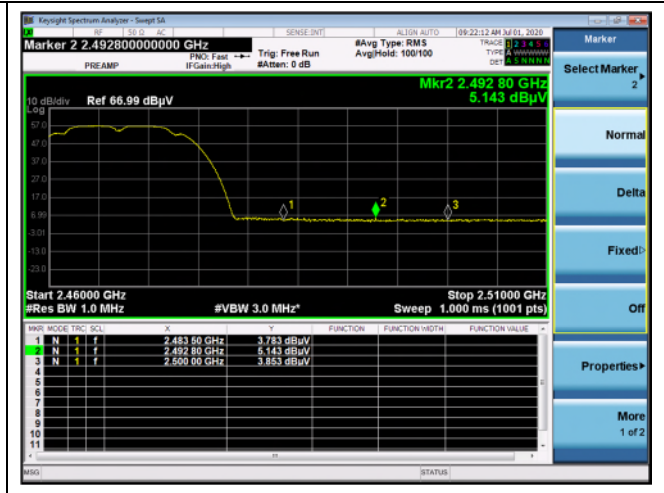 Keysight Spectrum Analyzer - Swept SA
RF 50 Ω AC SENSE:INT ALIGN AUTO 09:22:12 AM Jul 01, 2020
Marker 2 2.492800000000 GHz #Avg Type: RMS TRACE 1 2 3 4 5 6 Marker
PNO: Fast Trig: Free Run Avg|Hold: 100/100 TYPE A WWWWW
PREAMP IFGain:High #Atten: 0 dB DET A S N N N N
Select Marker
2
Mkr2 2.492 80 GHz
10 dB/div Ref 66.99 dBµV 5.143 dBµV
Log
57.0
47.0 Normal
37.0
27.0
17.0 1 2 3 Delta
6.99
-3.01
-13.0 Fixed
-23.0
Start 2.46000 GHz Stop 2.51000 GHz
#Res BW 1.0 MHz #VBW 3.0 MHz* Sweep 1.000 ms (1001 pts) Off
MKR MODE TRC SCL X Y FUNCTION FUNCTION WIDTH FUNCTION VALUE
1 N 1 f 2.483 50 GHz 3.783 dBµV
2 N 1 f 2.492 80 GHz 5.143 dBµV
3 N 1 f 2.500 00 GHz 3.853 dBµV
4
5 Properties
6
7
8
9 More
10 1 of 2
11
MSG STATUS